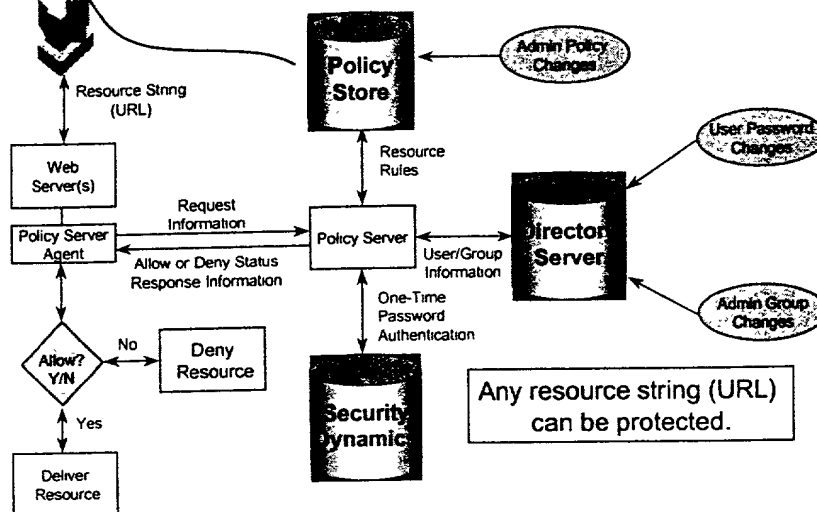 Policy
Store
Admin Policy
Changes
Resource String
(URL)
User Password
Changes
Resource
Rules
Web
Server(s)
Request
Information
Policy Server
Agent
Policy Server
Director
Server
Allow or Deny Status
Response Information
User/Group
Information
One-Time
Password
Authentication
Admin Group
Changes
Allow?
Y/N
No
Deny
Resource
Yes
Security
Dynamic
Any resource string (URL)
can be protected.
Deliver
Resource